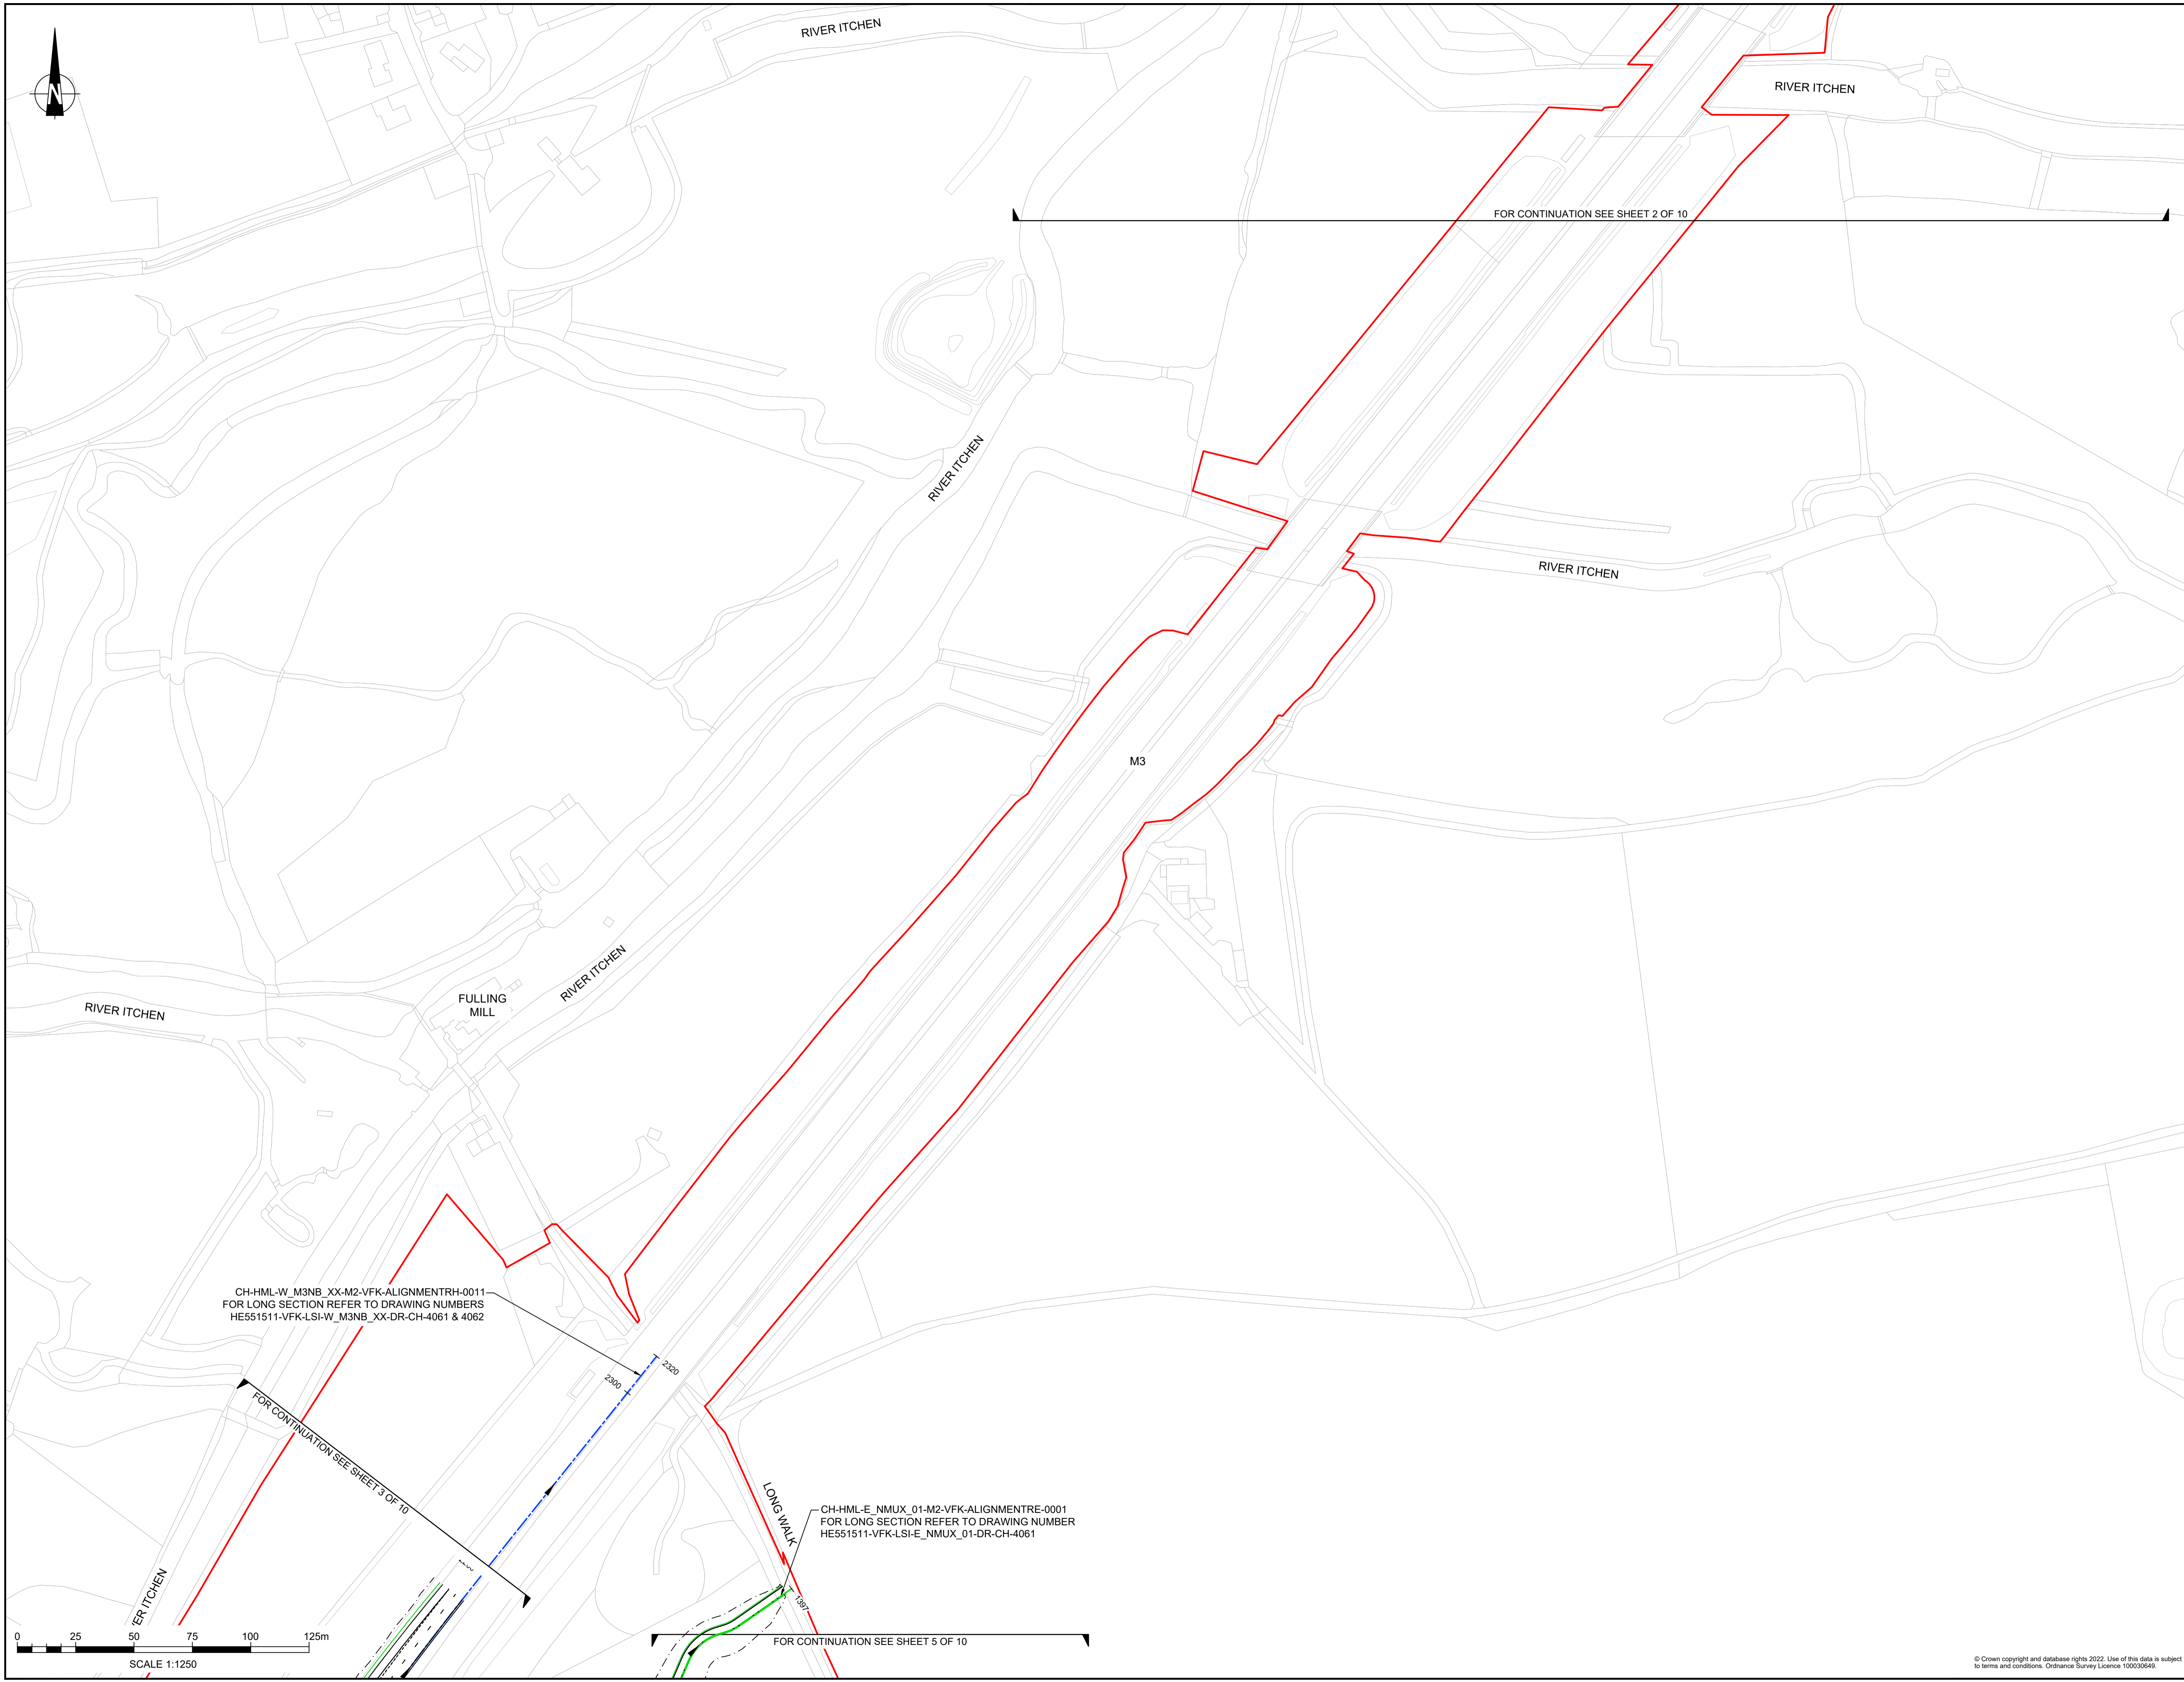 RIVER ITCHEN
N
RIVER ITCHEN
FOR CONTINUATION SEE SHEET 2 OF 10
RIVER ITCHEN
RIVER ITCHEN
M3
RIVER ITCHEN
FULLING
MILL
RIVER ITCHEN
CH-HML-W_M3NB_XX-M2-VFK-ALIGNMENTRH-0011
FOR LONG SECTION REFER TO DRAWING NUMBERS
HE551511-VFK-LSI-W_M3NB_XX-DR-CH-4061 & 4062
2320
2300
FOR CONTINUATION SEE SHEET 3 OF 10
LONG WALK
CH-HML-E_NMUX_01-M2-VFK-ALIGNMENTRE-0001
FOR LONG SECTION REFER TO DRAWING NUMBER
HE551511-VFK-LSI-E_NMUX_01-DR-CH-4061
1397
ER ITCHEN
0 25 50 75 100 125m
SCALE 1:1250
FOR CONTINUATION SEE SHEET 5 OF 10
© Crown copyright and database rights 2022. Use of this data is subject
to terms and conditions. Ordnance Survey Licence 100030649.